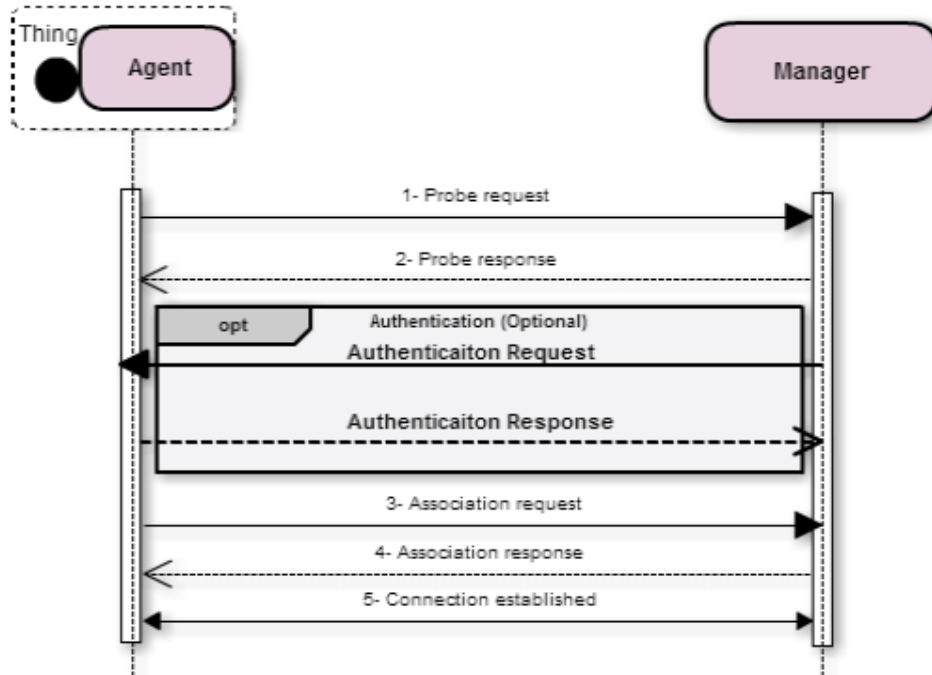 Thing
Agent
Manager
1- Probe request
2- Probe response
opt
Authentication (Optional)
Authenticaiton Request
Authenticaiton Response
3- Association request
4- Association response
5- Connection established